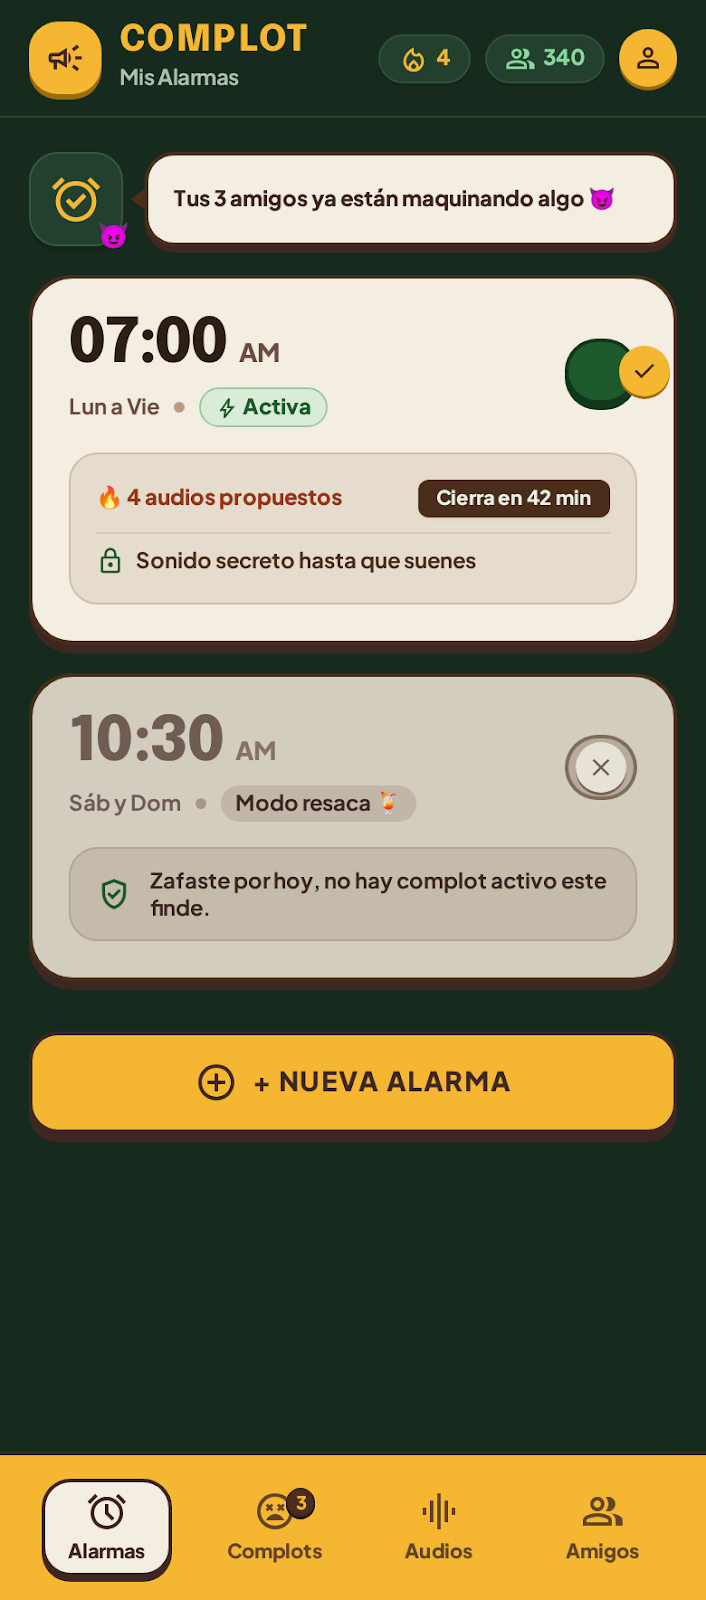 COMPLOT
Mis Alarmas
4
340
Tus 3 amigos ya están maquinando algo 😈
07:00 AM
Lun a Vie • Activa
🔥 4 audios propuestos
Cierra en 42 min
Sonido secreto hasta que suenes
10:30 AM
Sáb y Dom • Modo resaca 🍹
Zafaste por hoy, no hay complot activo este
finde.
+ NUEVA ALARMA
3
Alarmas
Complots
Audios
Amigos